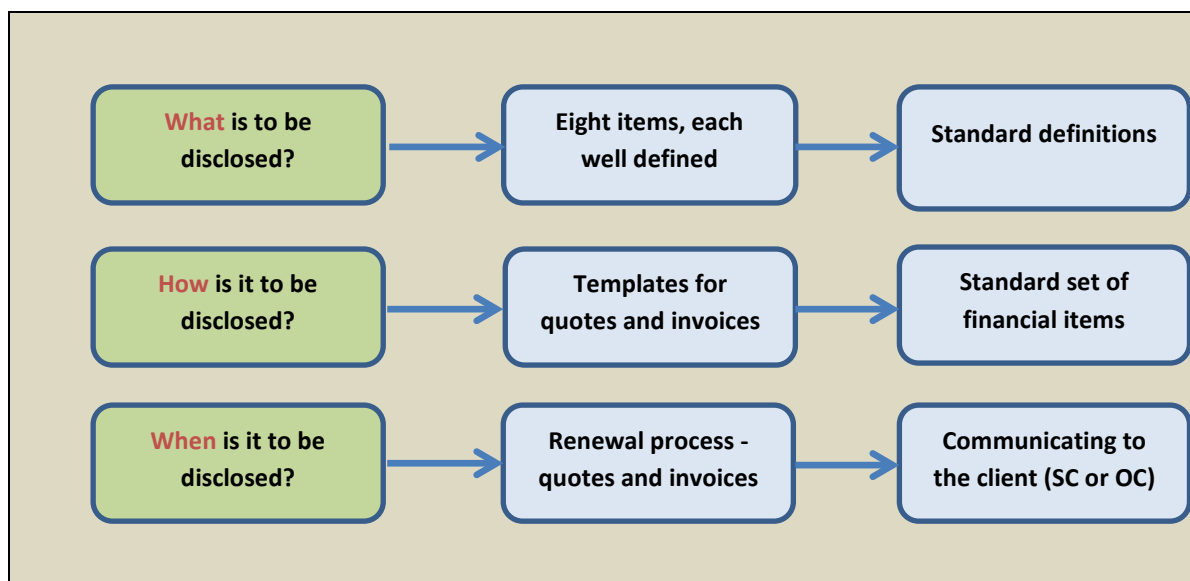 What is to be
disclosed?
Eight items, each
well defined
Standard definitions
How is it to be
disclosed?
Templates for
quotes and invoices
Standard set of
financial items
When is it to be
disclosed?
Renewal process -
quotes and invoices
Communicating to
the client (SC or OC)